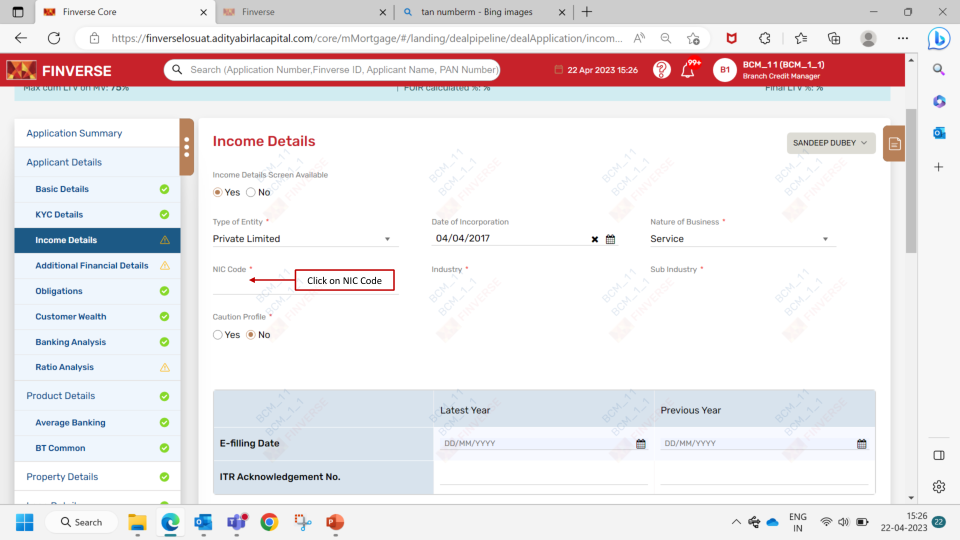 Finverse Core
Finverse
tan numberm - Bing images
https://finverselosuat.adityabirlacapital.com/core/mMortgage/#/landing/dealpipeline/dealApplication/incom...
FINVERSE
Search (Application Number,Finverse ID, Applicant Name, PAN Number)
22 Apr 2023 15:26
99+
B1
BCM_11 (BCM_1_1)
Branch Credit Manager
Max cum LTV on MV: 75%
FOIR calculated %: %
Final LTV %: %
Application Summary
Applicant Details
Basic Details
KYC Details
Income Details
Additional Financial Details
Obligations
Customer Wealth
Banking Analysis
Ratio Analysis
Product Details
Average Banking
BT Common
Property Details
Income Details
SANDEEP DUBEY
Income Details Screen Available
Yes No
Type of Entity *
Date of Incorporation
Nature of Business *
Private Limited
04/04/2017
Service
NIC Code *
Click on NIC Code
Industry *
Sub Industry *
Caution Profile *
Yes No
Latest Year
Previous Year
E-filling Date
DD/MM/YYYY
DD/MM/YYYY
ITR Acknowledgement No.
BCM_11
BCM_1_1
FINVERSE
Search
ENG
IN
15:26
22-04-2023
22